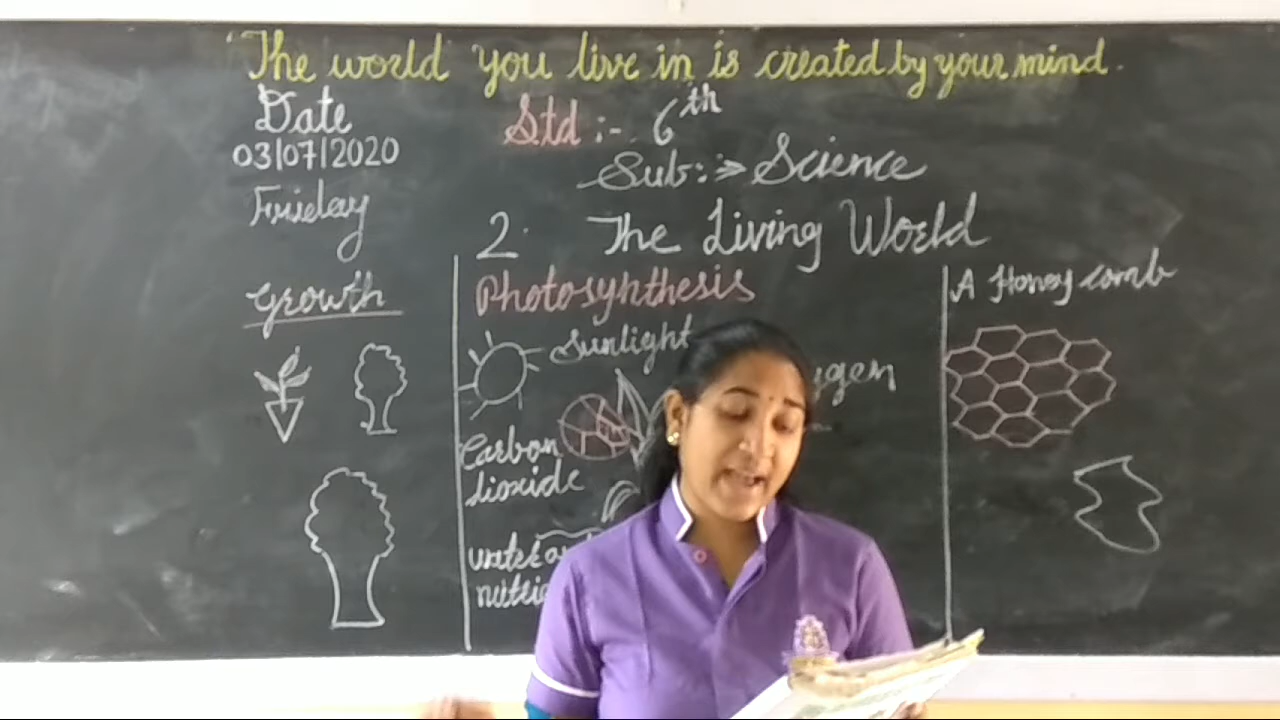 The world you live in is created by your mind.
Date
03/07/2020
Friday
Std :- 6th
Sub:⇒ Science
2. The Living World
Growth
Photosynthesis
Sunlight
Carbon
dioxide
A Honey comb